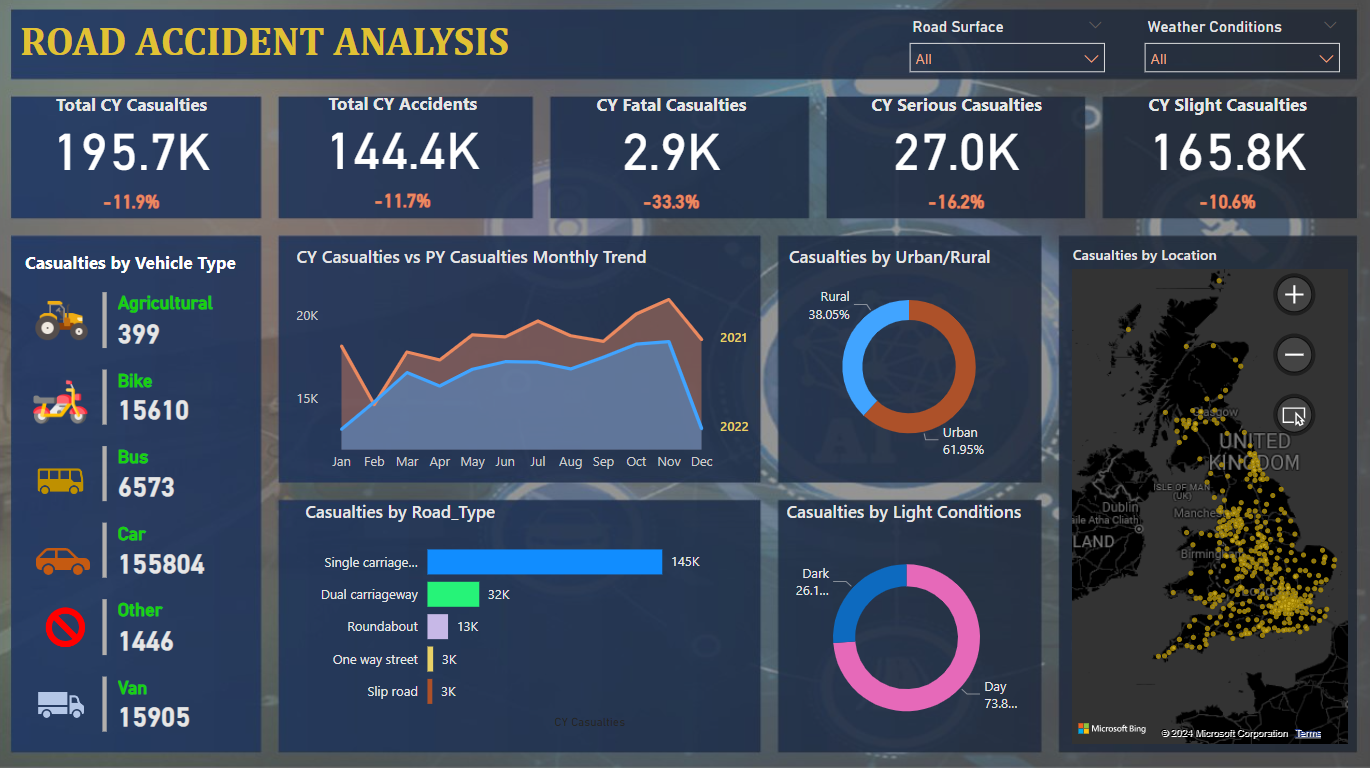 ROAD ACCIDENT ANALYSIS
Road Surface
All
Weather Conditions
All
Total CY Casualties
195.7K
-11.9%
Total CY Accidents
144.4K
-11.7%
CY Fatal Casualties
2.9K
-33.3%
CY Serious Casualties
27.0K
-16.2%
CY Slight Casualties
165.8K
-10.6%
Casualties by Vehicle Type
Agricultural
399
Bike
15610
Bus
6573
Car
155804
Other
1446
Van
15905
CY Casualties vs PY Casualties Monthly Trend
20K
15K
2021
2022
Jan Feb Mar Apr May Jun Jul Aug Sep Oct Nov Dec
Casualties by Road_Type
Single carriage... 145K
Dual carriageway 32K
Roundabout 13K
One way street 3K
Slip road 3K
CY Casualties
Casualties by Urban/Rural
Rural
38.05%
Urban
61.95%
Casualties by Light Conditions
Dark
26.1...
Day
73.8...
Casualties by Location
Glasgow
UNITED
KINGDOM
ISLE OF MAN
(UK)
Dublin
aile Atha Cliath
LAND
Manches
Birmingh
Microsoft Bing
© 2024 Microsoft Corporation Terms